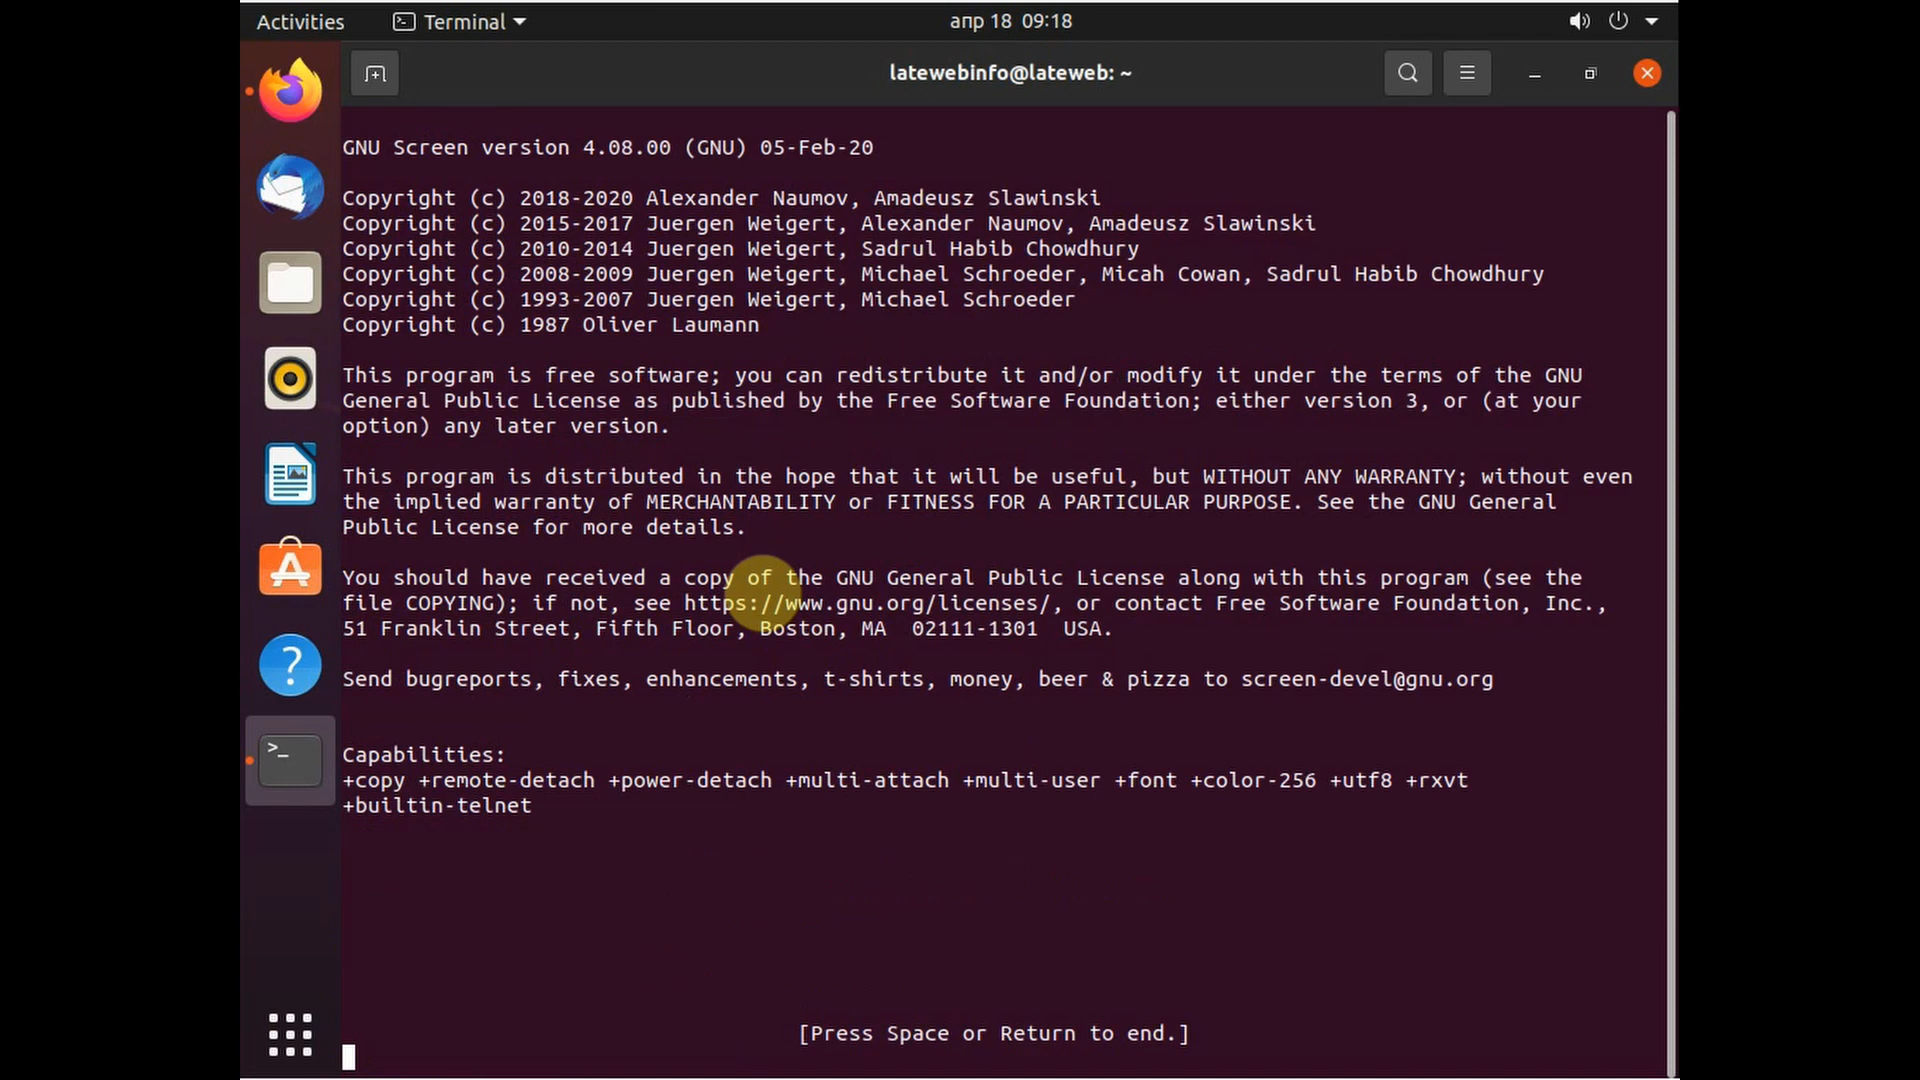 Activities
Terminal
апр 18 09:18
latewebinfo@lateweb: ~
GNU Screen version 4.08.00 (GNU) 05-Feb-20
Copyright (c) 2018-2020 Alexander Naumov, Amadeusz Slawinski
Copyright (c) 2015-2017 Juergen Weigert, Alexander Naumov, Amadeusz Slawinski
Copyright (c) 2010-2014 Juergen Weigert, Sadrul Habib Chowdhury
Copyright (c) 2008-2009 Juergen Weigert, Michael Schroeder, Micah Cowan, Sadrul Habib Chowdhury
Copyright (c) 1993-2007 Juergen Weigert, Michael Schroeder
Copyright (c) 1987 Oliver Laumann
This program is free software; you can redistribute it and/or modify it under the terms of the GNU
General Public License as published by the Free Software Foundation; either version 3, or (at your
option) any later version.
This program is distributed in the hope that it will be useful, but WITHOUT ANY WARRANTY; without even
the implied warranty of MERCHANTABILITY or FITNESS FOR A PARTICULAR PURPOSE. See the GNU General
Public License for more details.
You should have received a copy of the GNU General Public License along with this program (see the
file COPYING); if not, see https://www.gnu.org/licenses/, or contact Free Software Foundation, Inc.,
51 Franklin Street, Fifth Floor, Boston, MA  02111-1301  USA.
Send bugreports, fixes, enhancements, t-shirts, money, beer & pizza to screen-devel@gnu.org
Capabilities:
+copy +remote-detach +power-detach +multi-attach +multi-user +font +color-256 +utf8 +rxvt
+builtin-telnet
[Press Space or Return to end.]